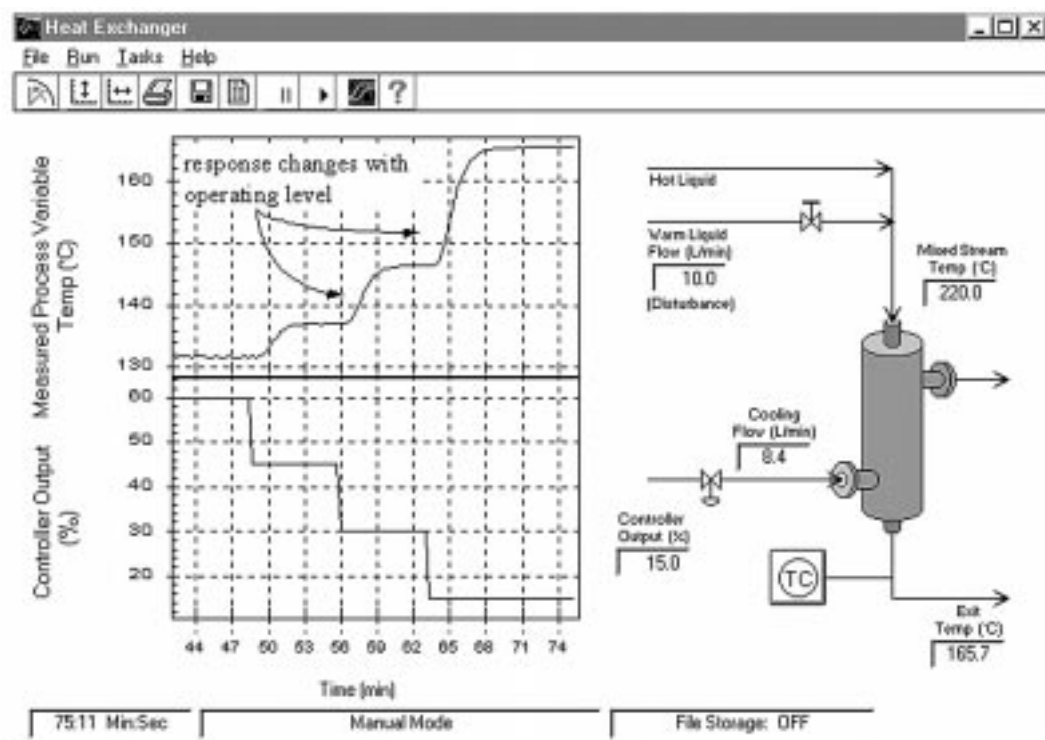 Heat Exchanger
File Run Tasks Help
?
response changes with
operating level
Measured Process Variable
Temp (°C)
160
150
140
130
Controller Output
(%)
60
50
40
30
20
44 47 50 53 56 59 62 65 68 71 74
Time (min)
Hot Liquid
Warm Liquid
Flow (L/min)
10.0
(Disturbance)
Mixed Stream
Temp (°C)
220.0
Cooling
Flow (L/min)
8.4
Controller
Output (%)
15.0
TC
Exit
Temp (°C)
165.7
75:11 Min:Sec
Manual Mode
File Storage: OFF